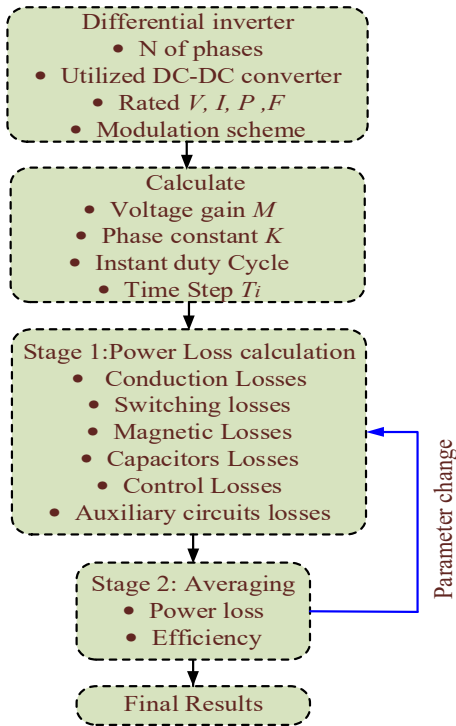 Differential inverter
• N of phases
• Utilized DC-DC converter
• Rated V, I, P ,F
• Modulation scheme
Calculate
• Voltage gain M
• Phase constant K
• Instant duty Cycle
• Time Step Ti
Stage 1:Power Loss calculation
• Conduction Losses
• Switching losses
• Magnetic Losses
• Capacitors Losses
• Control Losses
• Auxiliary circuits losses
Parameter change
Stage 2: Averaging
• Power loss
• Efficiency
Final Results